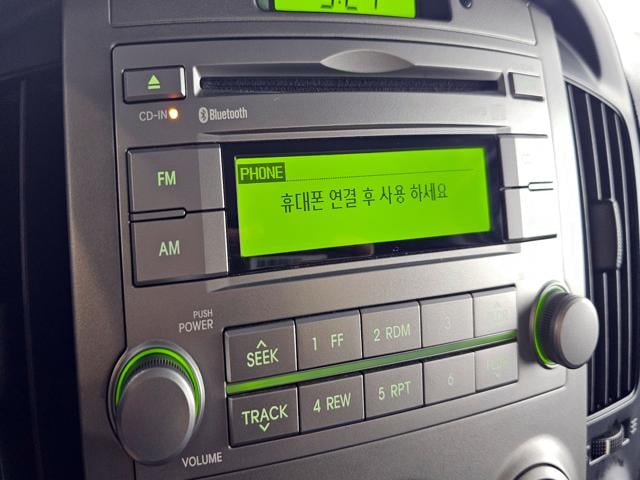 CD-IN
Bluetooth
FM
PHONE
휴대폰 연결 후 사용 하세요
AM
PUSH
POWER
SEEK
1 FF
2 RDM
3
TRACK
4 REW
5 RPT
6
VOLUME